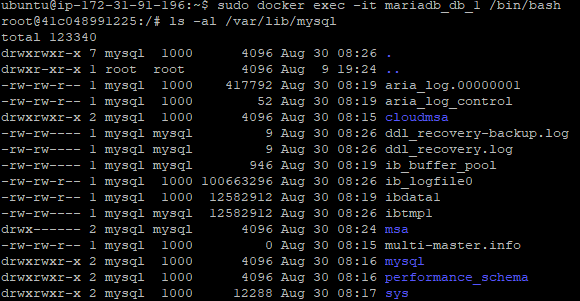 ubuntu@ip-172-31-91-196:~$ sudo docker exec -it mariadb_db_1 /bin/bash
root@41c048991225:/# ls -al /var/lib/mysql
total 123340
drwxrwxr-x 7 mysql  1000      4096 Aug 30 08:26 .
drwxr-xr-x 1 root  root       4096 Aug  9 19:24 ..
-rw-rw-r-- 1 mysql  1000    417792 Aug 30 08:19 aria_log.00000001
-rw-rw-r-- 1 mysql  1000        52 Aug 30 08:19 aria_log_control
drwxrwxr-x 2 mysql  1000      4096 Aug 30 08:15 cloudmsa
-rw-rw---- 1 mysql mysql         9 Aug 30 08:26 ddl_recovery-backup.log
-rw-rw---- 1 mysql mysql         9 Aug 30 08:26 ddl_recovery.log
-rw-rw---- 1 mysql mysql       946 Aug 30 08:19 ib_buffer_pool
-rw-rw-r-- 1 mysql  1000 100663296 Aug 30 08:26 ib_logfile0
-rw-rw-r-- 1 mysql  1000  12582912 Aug 30 08:19 ibdata1
-rw-rw---- 1 mysql mysql  12582912 Aug 30 08:26 ibtmp1
drwx------ 2 mysql mysql      4096 Aug 30 08:24 msa
-rw-rw-r-- 1 mysql  1000         0 Aug 30 08:15 multi-master.info
drwxrwxr-x 2 mysql  1000      4096 Aug 30 08:16 mysql
drwxrwxr-x 2 mysql  1000      4096 Aug 30 08:16 performance_schema
drwxrwxr-x 2 mysql  1000     12288 Aug 30 08:17 sys